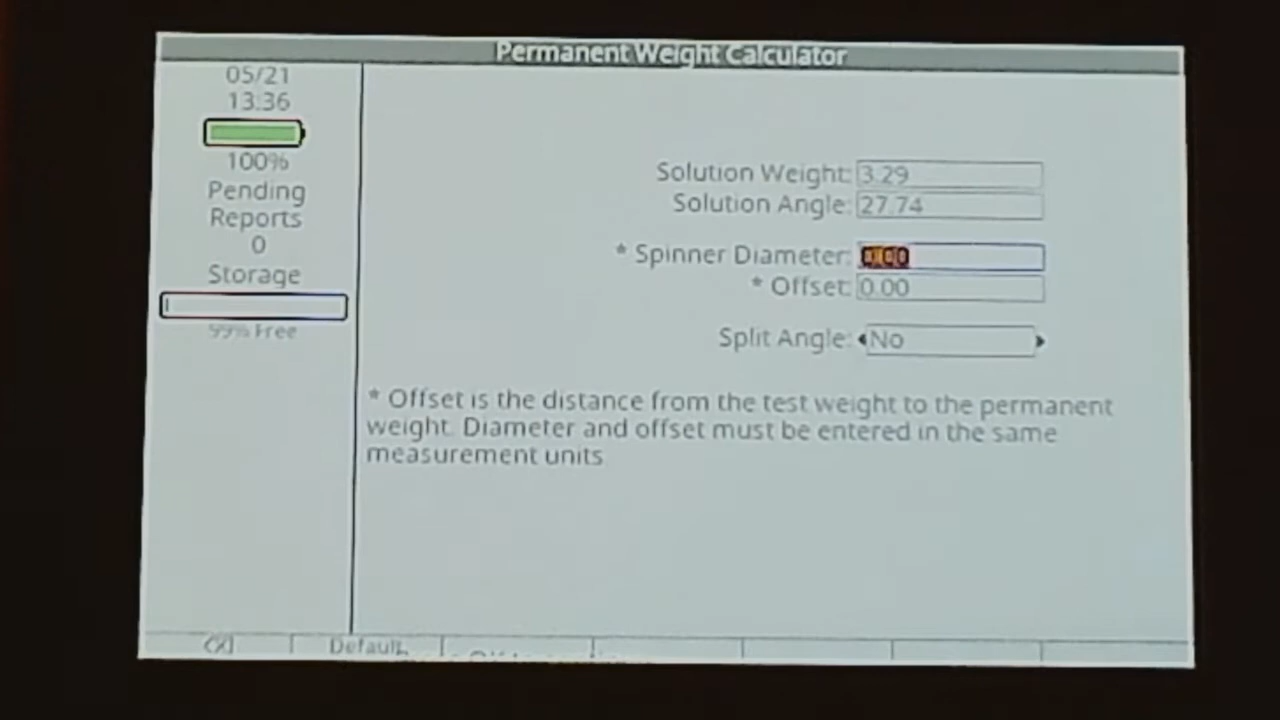 Permanent Weight Calculator
05/21
13:36
100%
Pending
Reports
0
Storage
99% Free
Solution Weight: 3.29
Solution Angle: 27.74
* Spinner Diameter: 0.00
* Offset: 0.00
Split Angle: No
* Offset is the distance from the test weight to the permanent
weight. Diameter and offset must be entered in the same
measurement units
Default